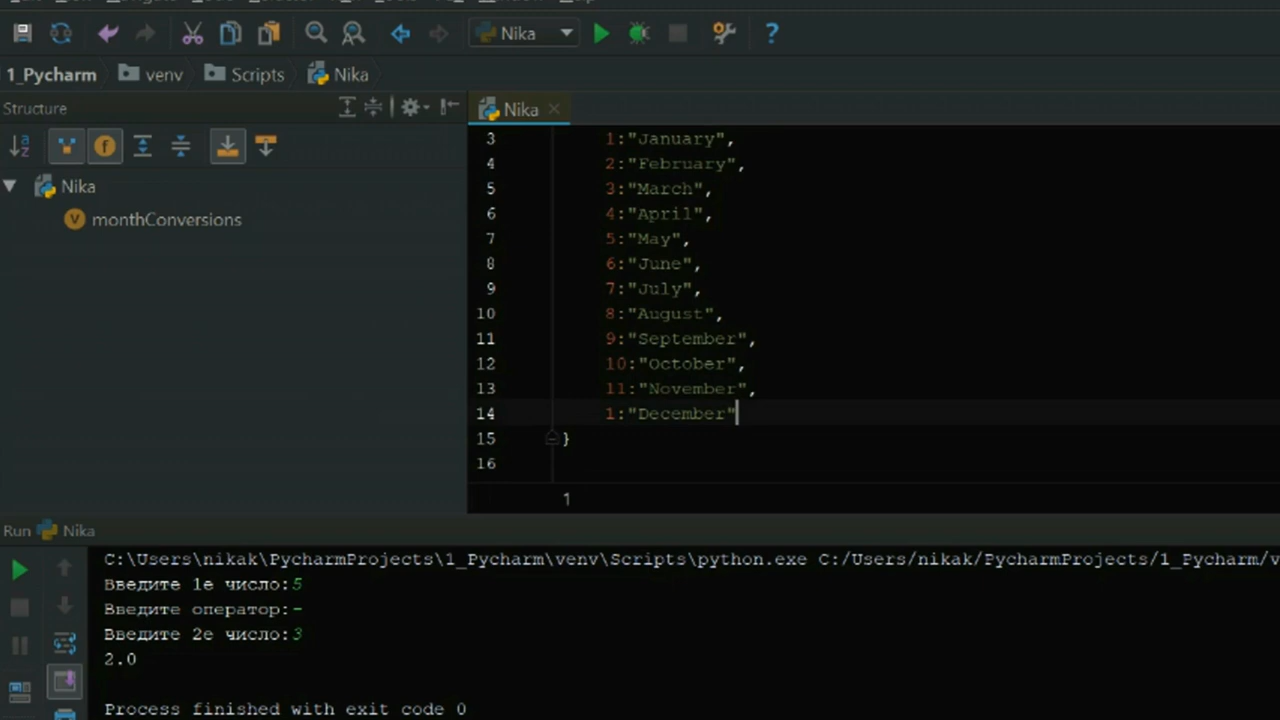 Nika
1_Pycharm venv Scripts Nika
Structure
Nika
Nika
monthConversions
3 1:"January",
4 2:"February",
5 3:"March",
6 4:"April",
7 5:"May",
8 6:"June",
9 7:"July",
10 8:"August",
11 9:"September",
12 10:"October",
13 11:"November",
14 1:"December"
15 }
16
1
Run Nika
C:\Users\nikak\PycharmProjects\1_Pycharm\venv\Scripts\python.exe C:/Users/nikak/PycharmProjects/1_Pycharm/v
Введите 1е число:5
Введите оператор:-
Введите 2е число:3
2.0
Process finished with exit code 0